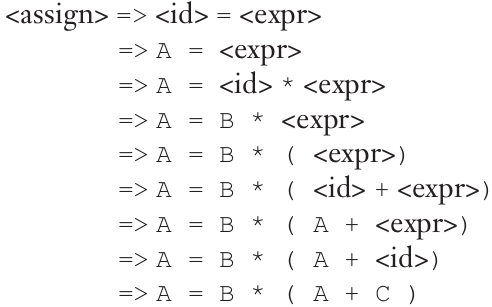 <assign> => <id> = <expr>
=> A = <expr>
=> A = <id> * <expr>
=> A = B * <expr>
=> A = B * ( <expr>)
=> A = B * ( <id> + <expr>)
=> A = B * ( A + <expr>)
=> A = B * ( A + <id>)
=> A = B * ( A + C )